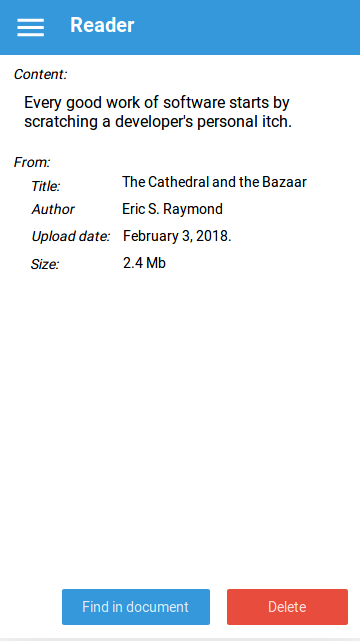 Reader
Content:
Every good work of software starts by
scratching a developer's personal itch.
From:
Title: The Cathedral and the Bazaar
Author Eric S. Raymond
Upload date: February 3, 2018.
Size: 2.4 Mb
Find in document Delete